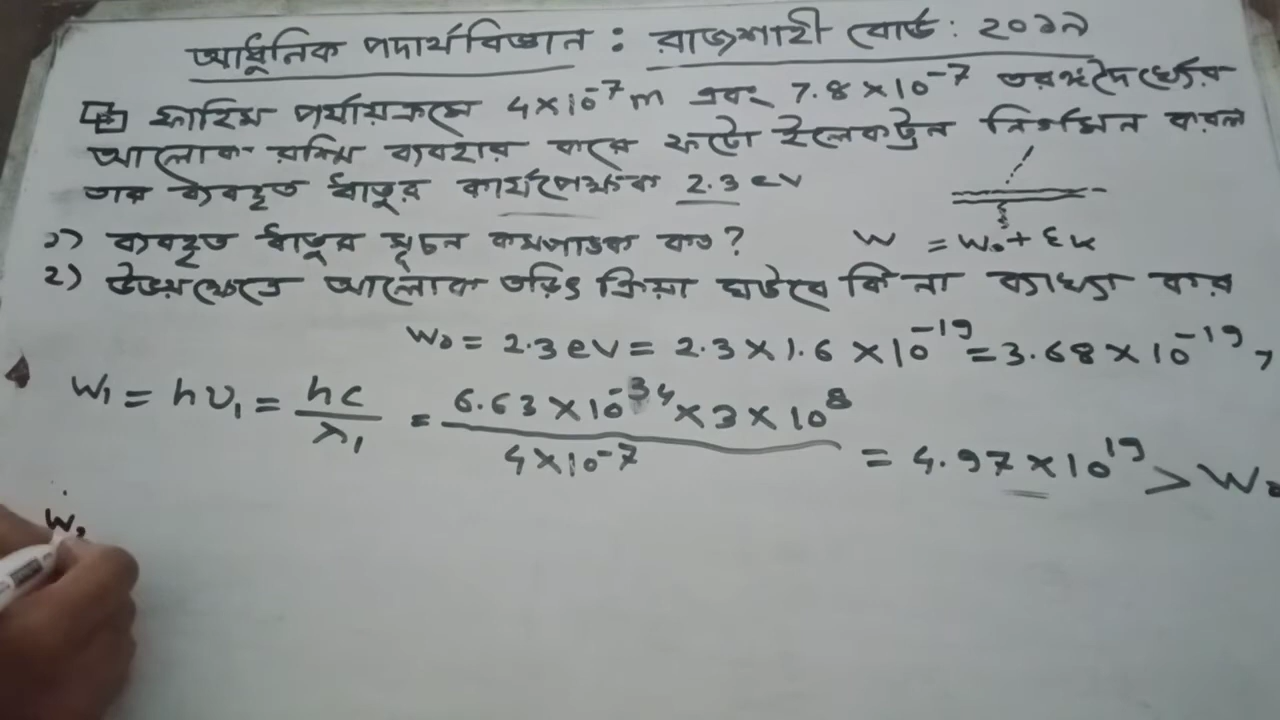 আধুনিক পদার্থবিজ্ঞান : রাজশাহী বোর্ড: ২০১৯
ফাহিম পর্যায়ক্রমে 4×10⁻⁷ m এবং 7.8×10⁻⁷ তরঙ্গদৈর্ঘ্যের
আলোক রশ্মি ব্যবহার করে ফটো ইলেকট্রন নির্গমন করল
তার ব্যবহৃত ধাতুর কার্যাপেক্ষক 2.3 eV
১) ব্যবহৃত ধাতুর সূচন কম্পাঙ্ক কত?
W = W₀ + Ek
২) উভয়ক্ষেত্রে আলোক তড়িৎ ক্রিয়া ঘটবে কি না ব্যাখ্যা কর
W₀ = 2.3 eV = 2.3 × 1.6 × 10⁻¹⁹ = 3.68 × 10⁻¹⁹,
W₁ = hυ₁ = hc/λ₁ = 6.63 × 10⁻³⁴ × 3 × 10⁸ / 4×10⁻⁷ = 4.97 × 10¹⁹ > W₀
W₂